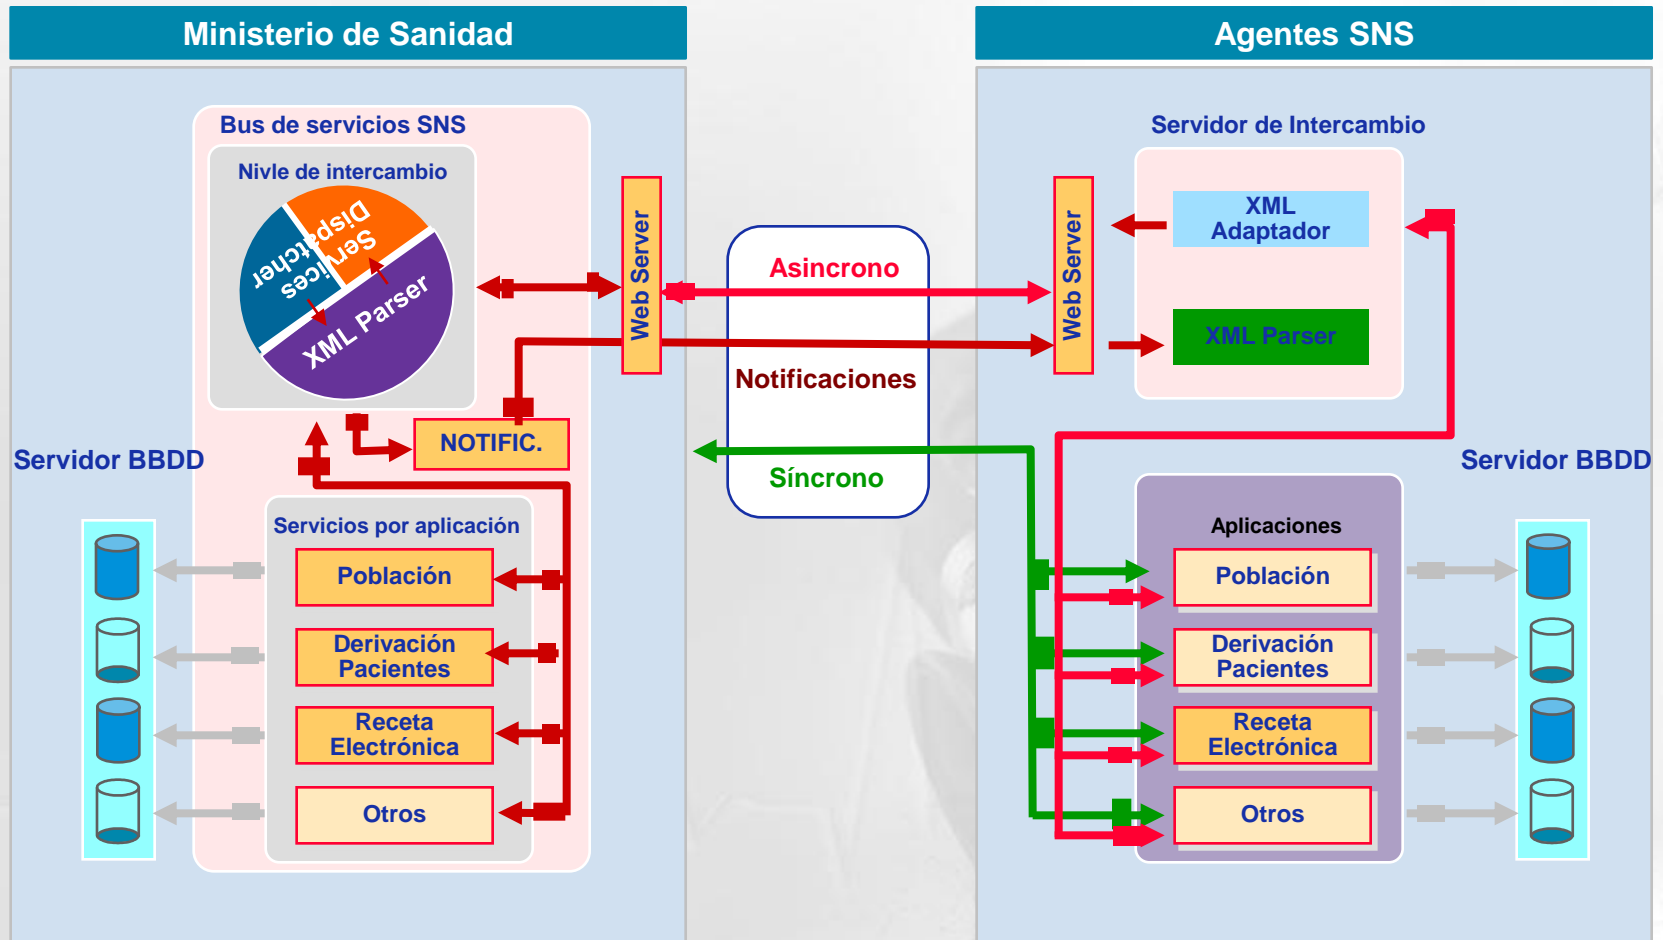 Ministerio de Sanidad
Bus de servicios SNS
Nivle de intercambio
Services
Dispatcher
XML Parser
NOTIFIC.
Servidor BBDD
Servicios por aplicación
Población
Derivación
Pacientes
Receta
Electrónica
Otros
Web Server
Asincrono
Notificaciones
Síncrono
Agentes SNS
Servidor de Intercambio
Web Server
XML
Adaptador
XML Parser
Servidor BBDD
Aplicaciones
Población
Derivación
Pacientes
Receta
Electrónica
Otros